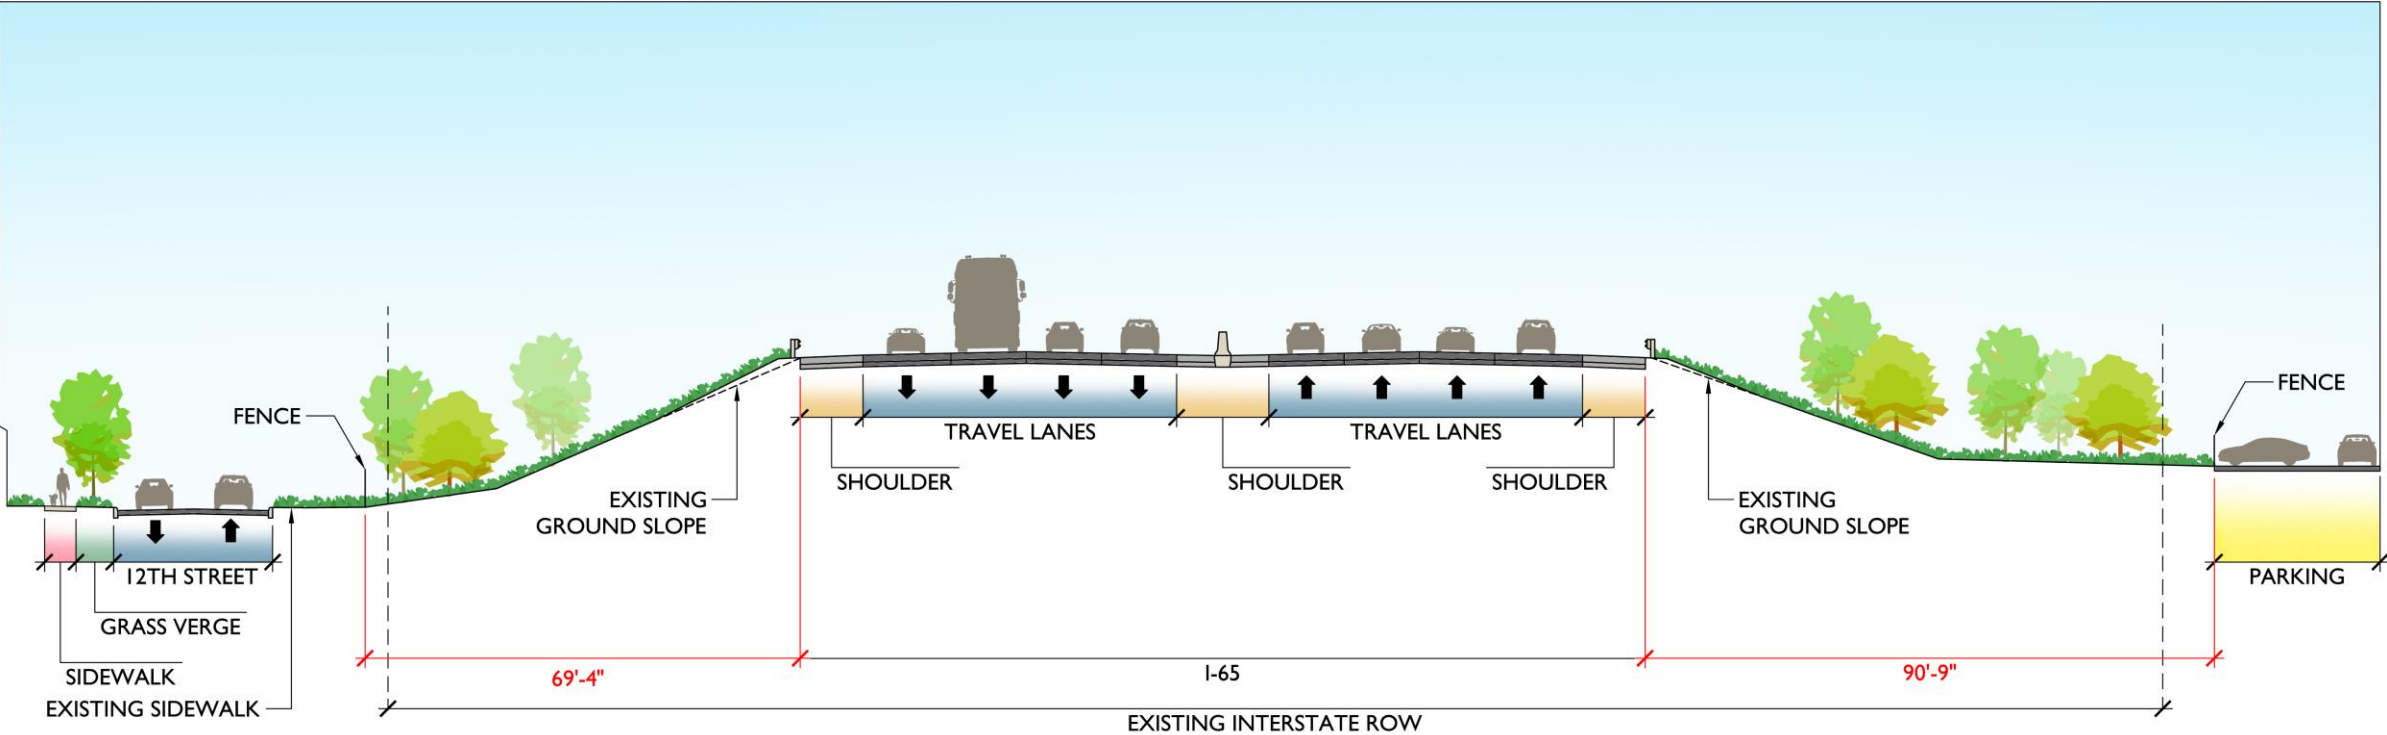 FENCE
FENCE
TRAVEL LANES
TRAVEL LANES
SHOULDER
SHOULDER
SHOULDER
EXISTING
GROUND SLOPE
EXISTING
GROUND SLOPE
12TH STREET
PARKING
GRASS VERGE
SIDEWALK
69'-4"
I-65
90'-9"
EXISTING SIDEWALK
EXISTING INTERSTATE ROW